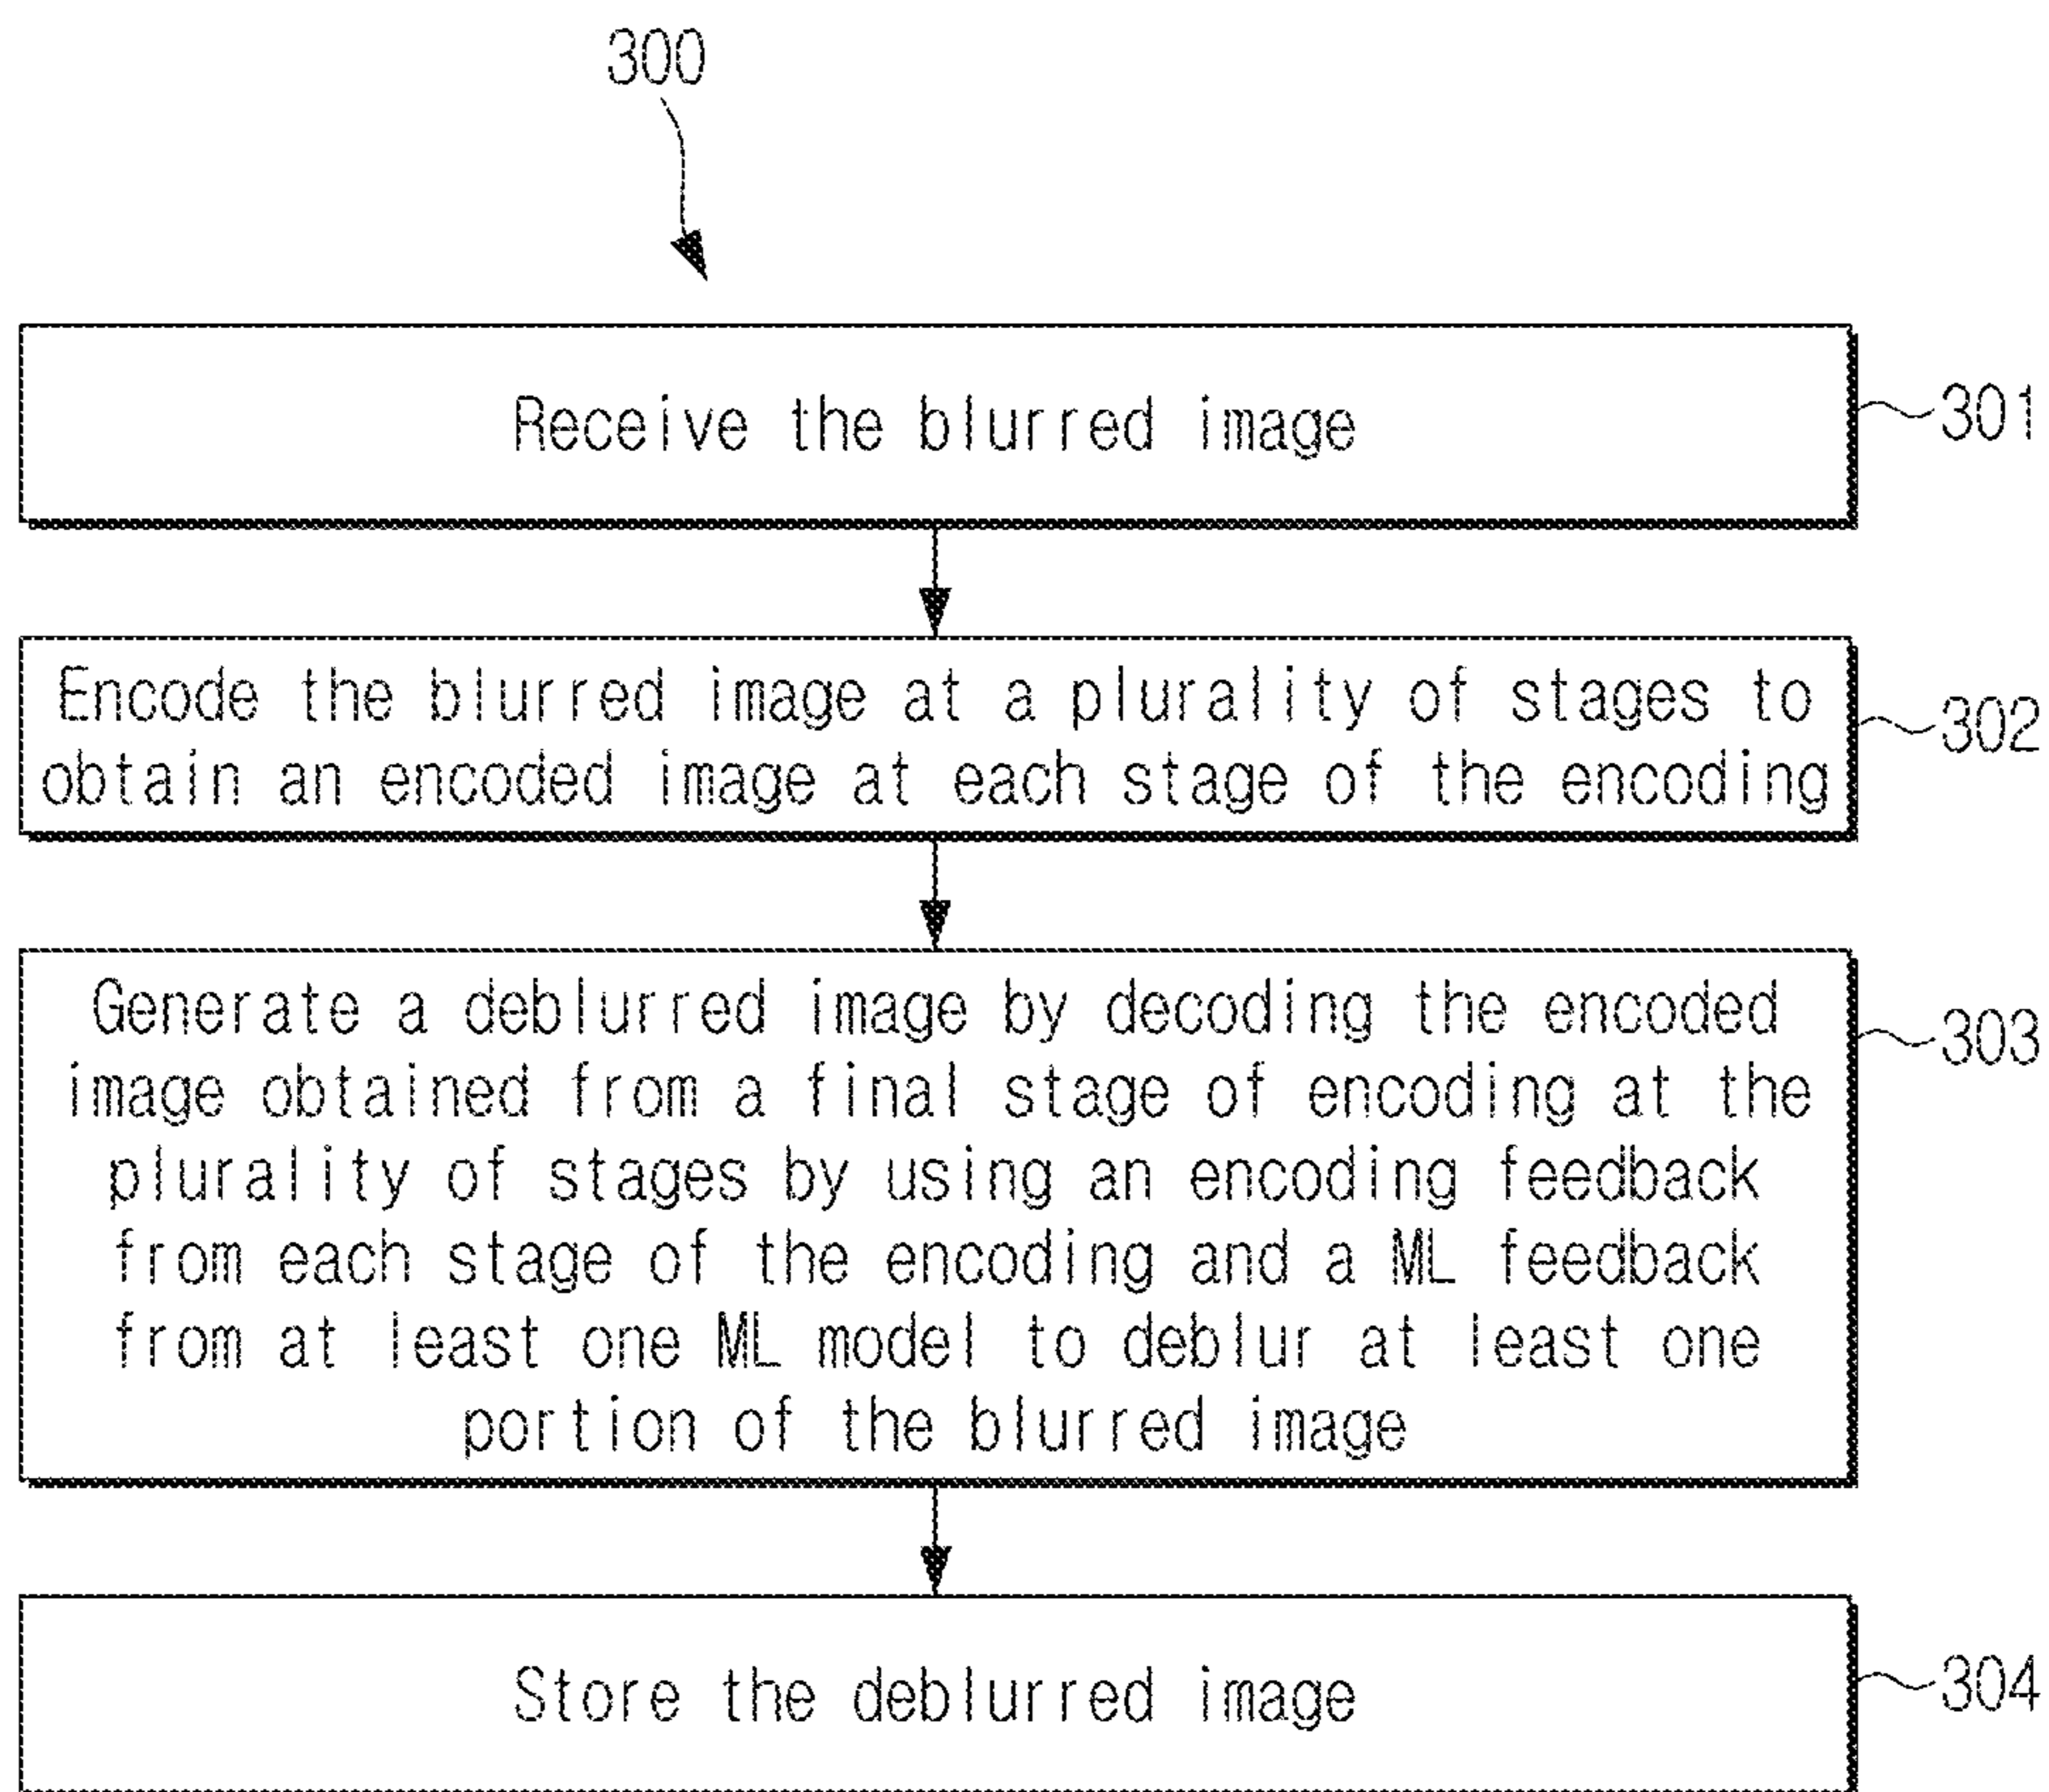 300
Receive the blurred image
301
Encode the blurred image at a plurality of stages to
obtain an encoded image at each stage of the encoding
302
Generate a deblurred image by decoding the encoded
image obtained from a final stage of encoding at the
plurality of stages by using an encoding feedback
from each stage of the encoding and a ML feedback
from at least one ML model to deblur at least one
portion of the blurred image
303
Store the deblurred image
304